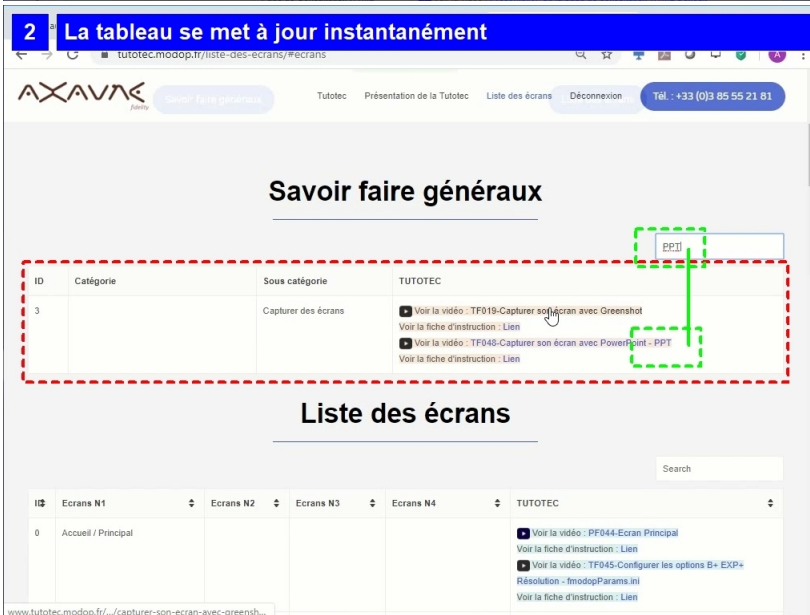 2 La tableau se met à jour instantanément
tutotec.modop.fr/liste-des-ecrans/#ecrans
AXAUNE
fidelity
Savoir faire généraux
Tutotec Présentation de la Tutotec Liste des écrans Déconnexion Tél. : +33 (0)3 85 55 21 81
Savoir faire généraux
PPT
ID Catégorie Sous catégorie TUTOTEC
3 Capturer des écrans Voir la vidéo : TF019-Capturer son écran avec Greenshot
Voir la fiche d'instruction : Lien
Voir la vidéo : TF048-Capturer son écran avec PowerPoint - PPT
Voir la fiche d'instruction : Lien
Liste des écrans
Search
ID Ecrans N1 Ecrans N2 Ecrans N3 Ecrans N4 TUTOTEC
0 Accueil / Principal Voir la vidéo : PF044-Ecran Principal
Voir la fiche d'instruction : Lien
Voir la vidéo : TF045-Configurer les options B+ EXP+
Résolution - fmodopParams.ini
Voir la fiche d'instruction : Lien
www.tutotec.modop.fr/.../capturer-son-ecran-avec-greensh...